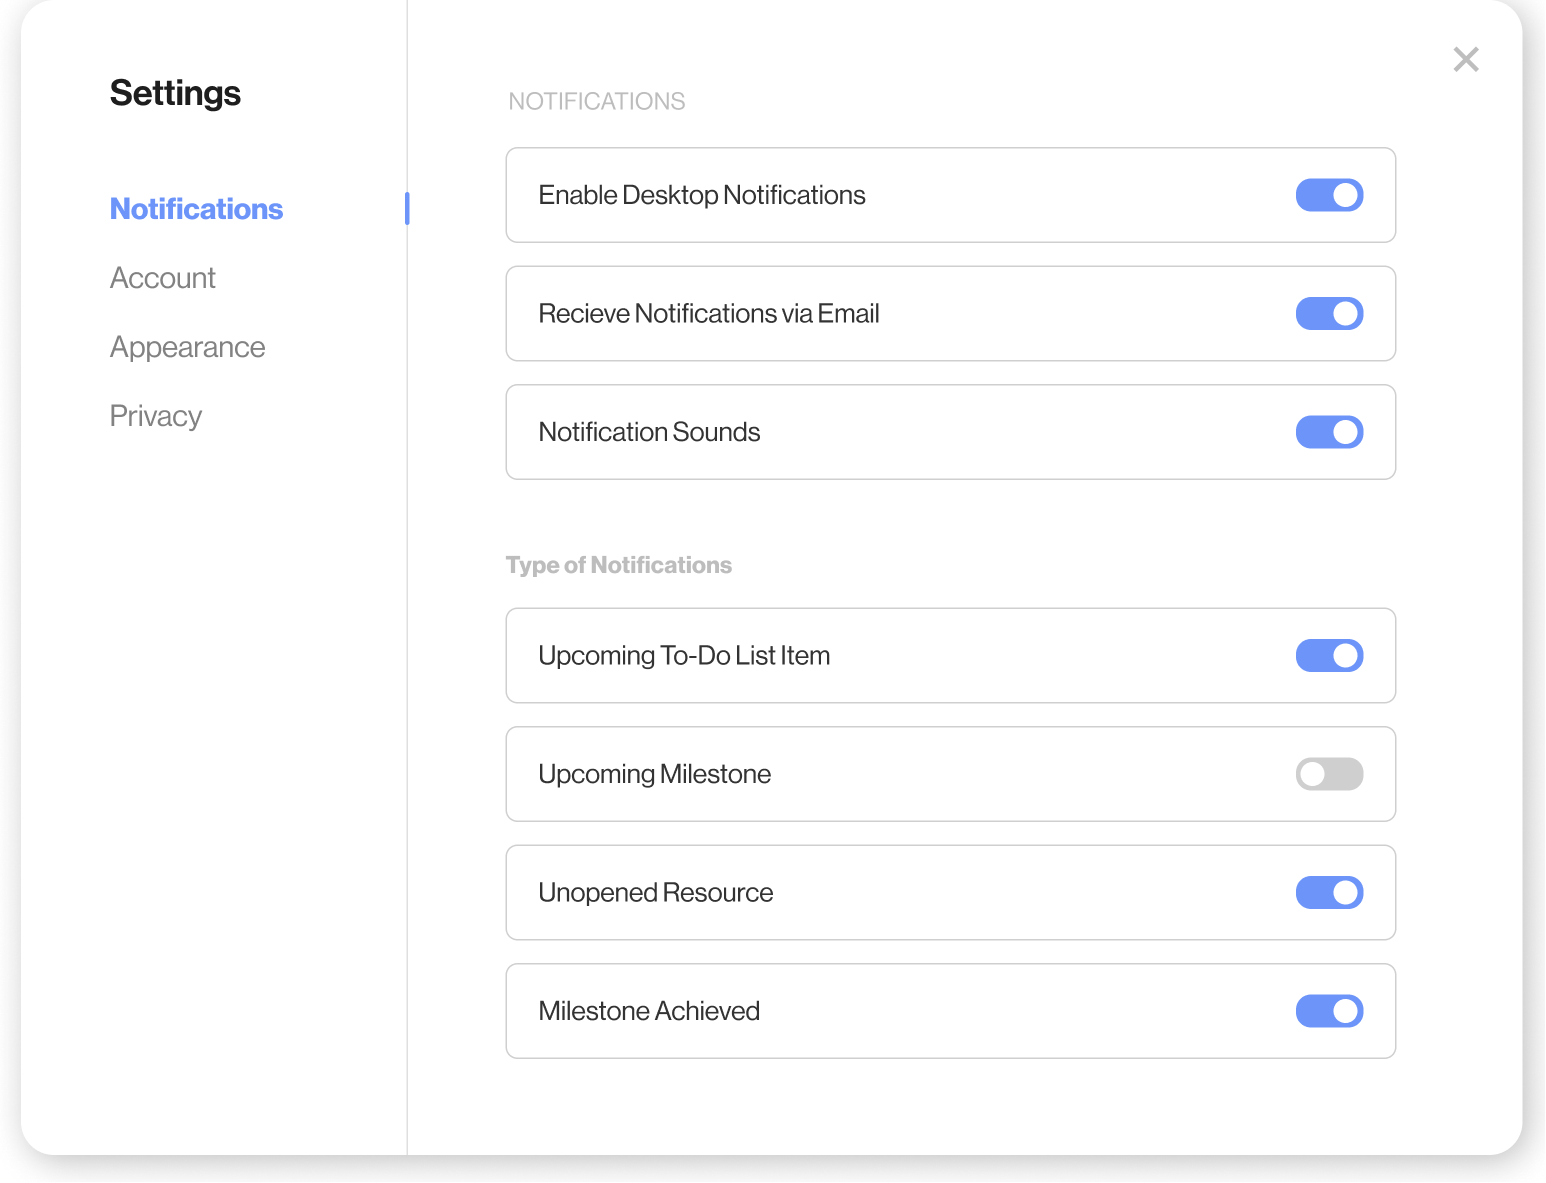 Settings
Notifications
Account
Appearance
Privacy
NOTIFICATIONS
Enable Desktop Notifications
Recieve Notifications via Email
Notification Sounds
Type of Notifications
Upcoming To-Do List Item
Upcoming Milestone
Unopened Resource
Milestone Achieved